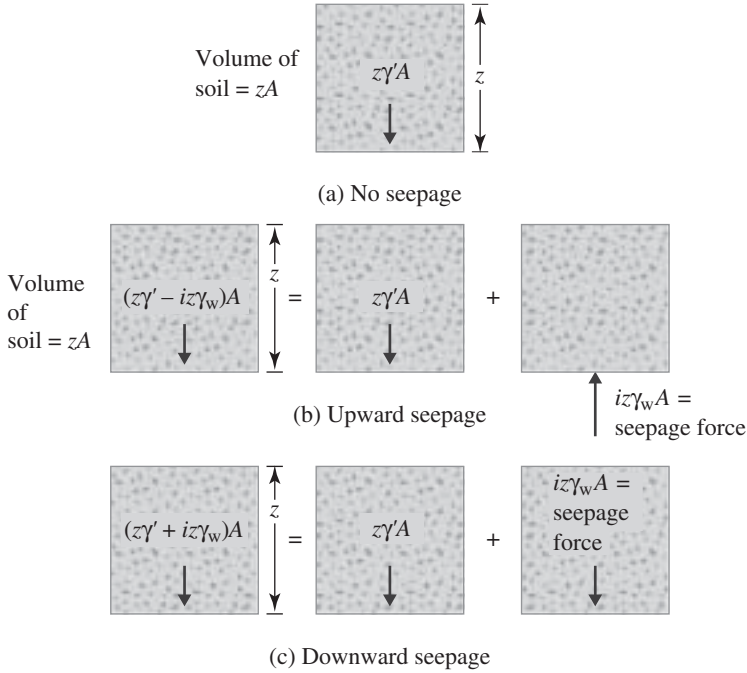 Volume of
soil = zA
zγ′A
z
(a) No seepage
Volume
of
soil = zA
(zγ′ – izγw)A
z
=
zγ′A
+
izγwA =
seepage force
(b) Upward seepage
(zγ′ + izγw)A
z
=
zγ′A
+
izγwA =
seepage
force
(c) Downward seepage